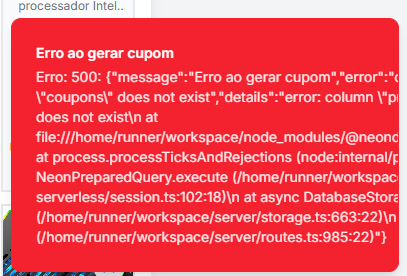 processador Intel..
Erro ao gerar cupom
Erro: 500: {"message":"Erro ao gerar cupom","error":"
\"coupons\" does not exist","details":"error: column \"p
does not exist\n at
file:///home/runner/workspace/node_modules/@neond
at process.processTicksAndRejections (node:internal/p
NeonPreparedQuery.execute (/home/runner/workspace
serverless/session.ts:102:18)\n at async DatabaseStora
(/home/runner/workspace/server/storage.ts:663:22)\n
(/home/runner/workspace/server/routes.ts:985:22)"}